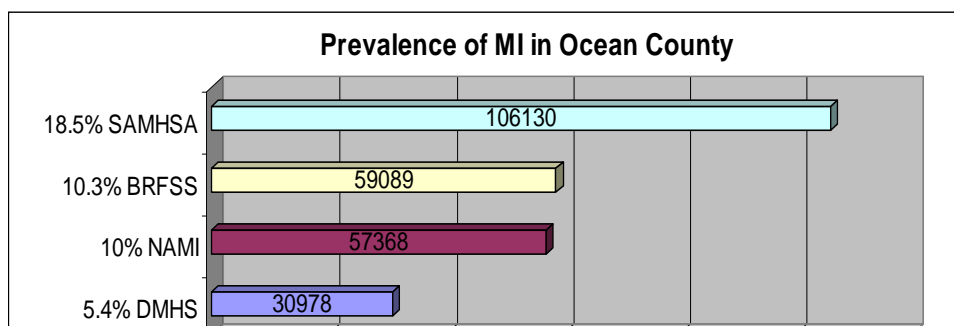 Prevalence of MI in Ocean County
18.5% SAMHSA 106130
10.3% BRFSS 59089
10% NAMI 57368
5.4% DMHS 30978